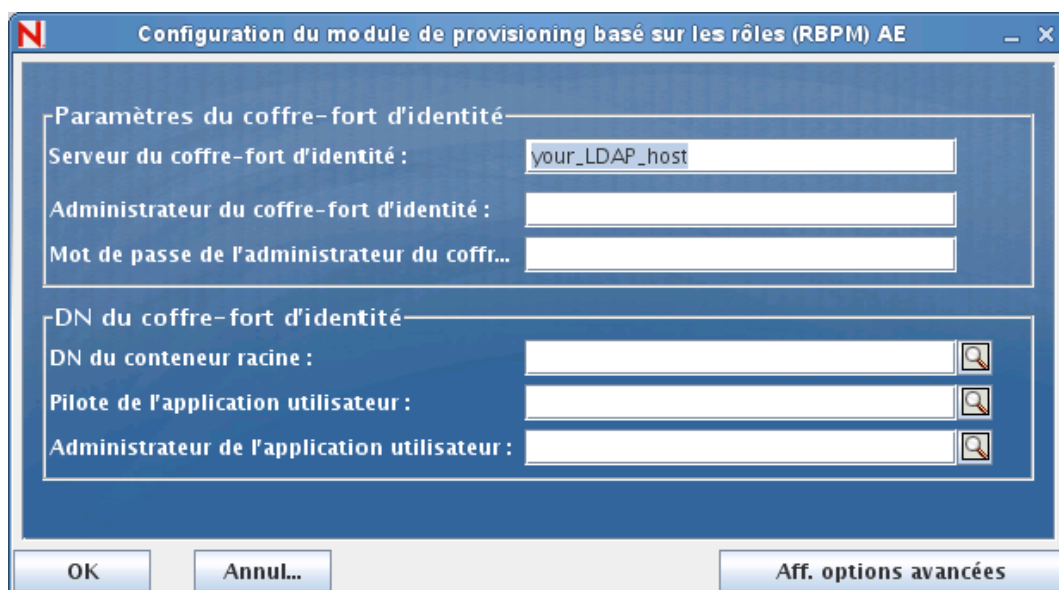 N Configuration du module de provisioning basé sur les rôles (RBPM) AE
Paramètres du coffre-fort d'identité
Serveur du coffre-fort d'identité : your_LDAP_host
Administrateur du coffre-fort d'identité :
Mot de passe de l'administrateur du coffr...
DN du coffre-fort d'identité
DN du conteneur racine :
Pilote de l'application utilisateur :
Administrateur de l'application utilisateur :
OK Annul... Aff. options avancées